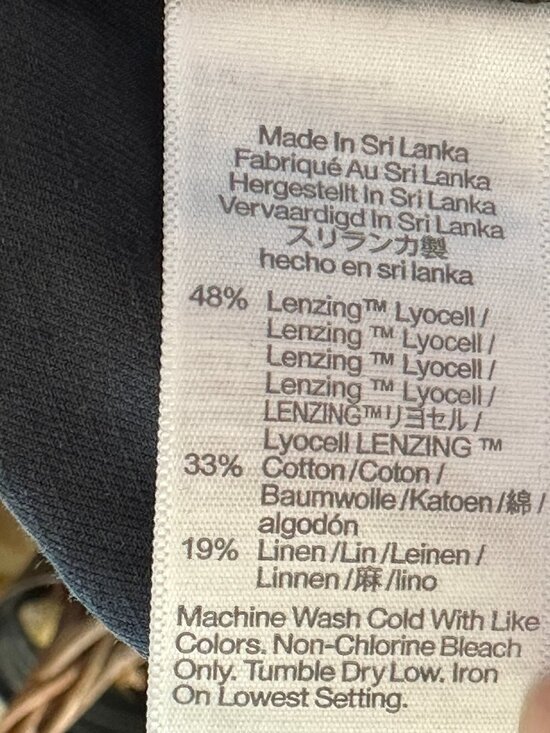 Made In Sri Lanka
Fabriqué Au Sri Lanka
Hergestellt In Sri Lanka
Vervaardigd In Sri Lanka
スリランカ製
hecho en sri lanka
48% Lenzing™ Lyocell /
Lenzing ™ Lyocell /
Lenzing ™ Lyocell /
Lenzing ™ Lyocell /
LENZING™リヨセル /
Lyocell LENZING ™
33% Cotton /Coton /
Baumwolle /Katoen /綿 /
algodón
19% Linen /Lin /Leinen /
Linnen /麻 /lino
Machine Wash Cold With Like
Colors. Non-Chlorine Bleach
Only. Tumble Dry Low. Iron
On Lowest Setting.